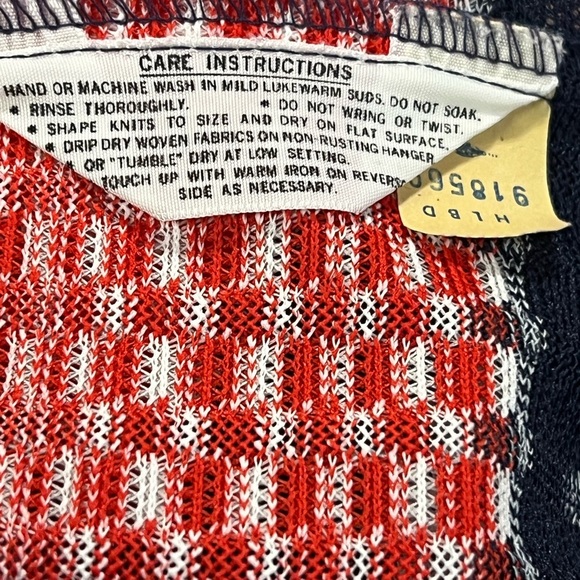 CARE INSTRUCTIONS
HAND OR MACHINE WASH IN MILD LUKEWARM SUDS. DO NOT SOAK.
* RINSE THOROUGHLY. * DO NOT WRING OR TWIST.
* SHAPE KNITS TO SIZE AND DRY ON FLAT SURFACE.
* DRIP DRY WOVEN FABRICS ON NON-RUSTING HANGER
OR "TUMBLE" DRY AT LOW SETTING.
TOUCH UP WITH WARM IRON ON REVERS
SIDE AS NECESSARY.
HLBD
91856